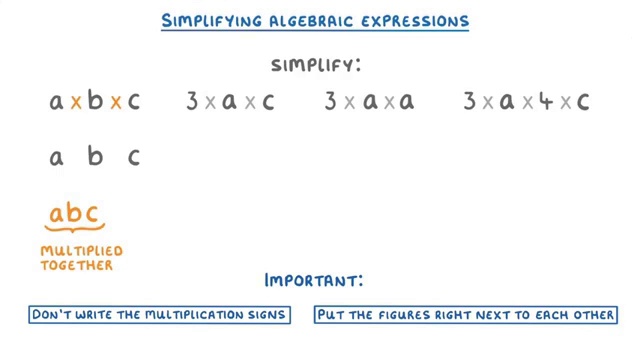 SIMPLIFYING ALGEBRAIC EXPRESSIONS
SIMPLIFY:
a × b × c 3 × a × c 3 × a × a 3 × a × 4 × c
a b c
abc
MULTIPLIED
TOGETHER
IMPORTANT:
DON'T WRITE THE MULTIPLICATION SIGNS PUT THE FIGURES RIGHT NEXT TO EACH OTHER